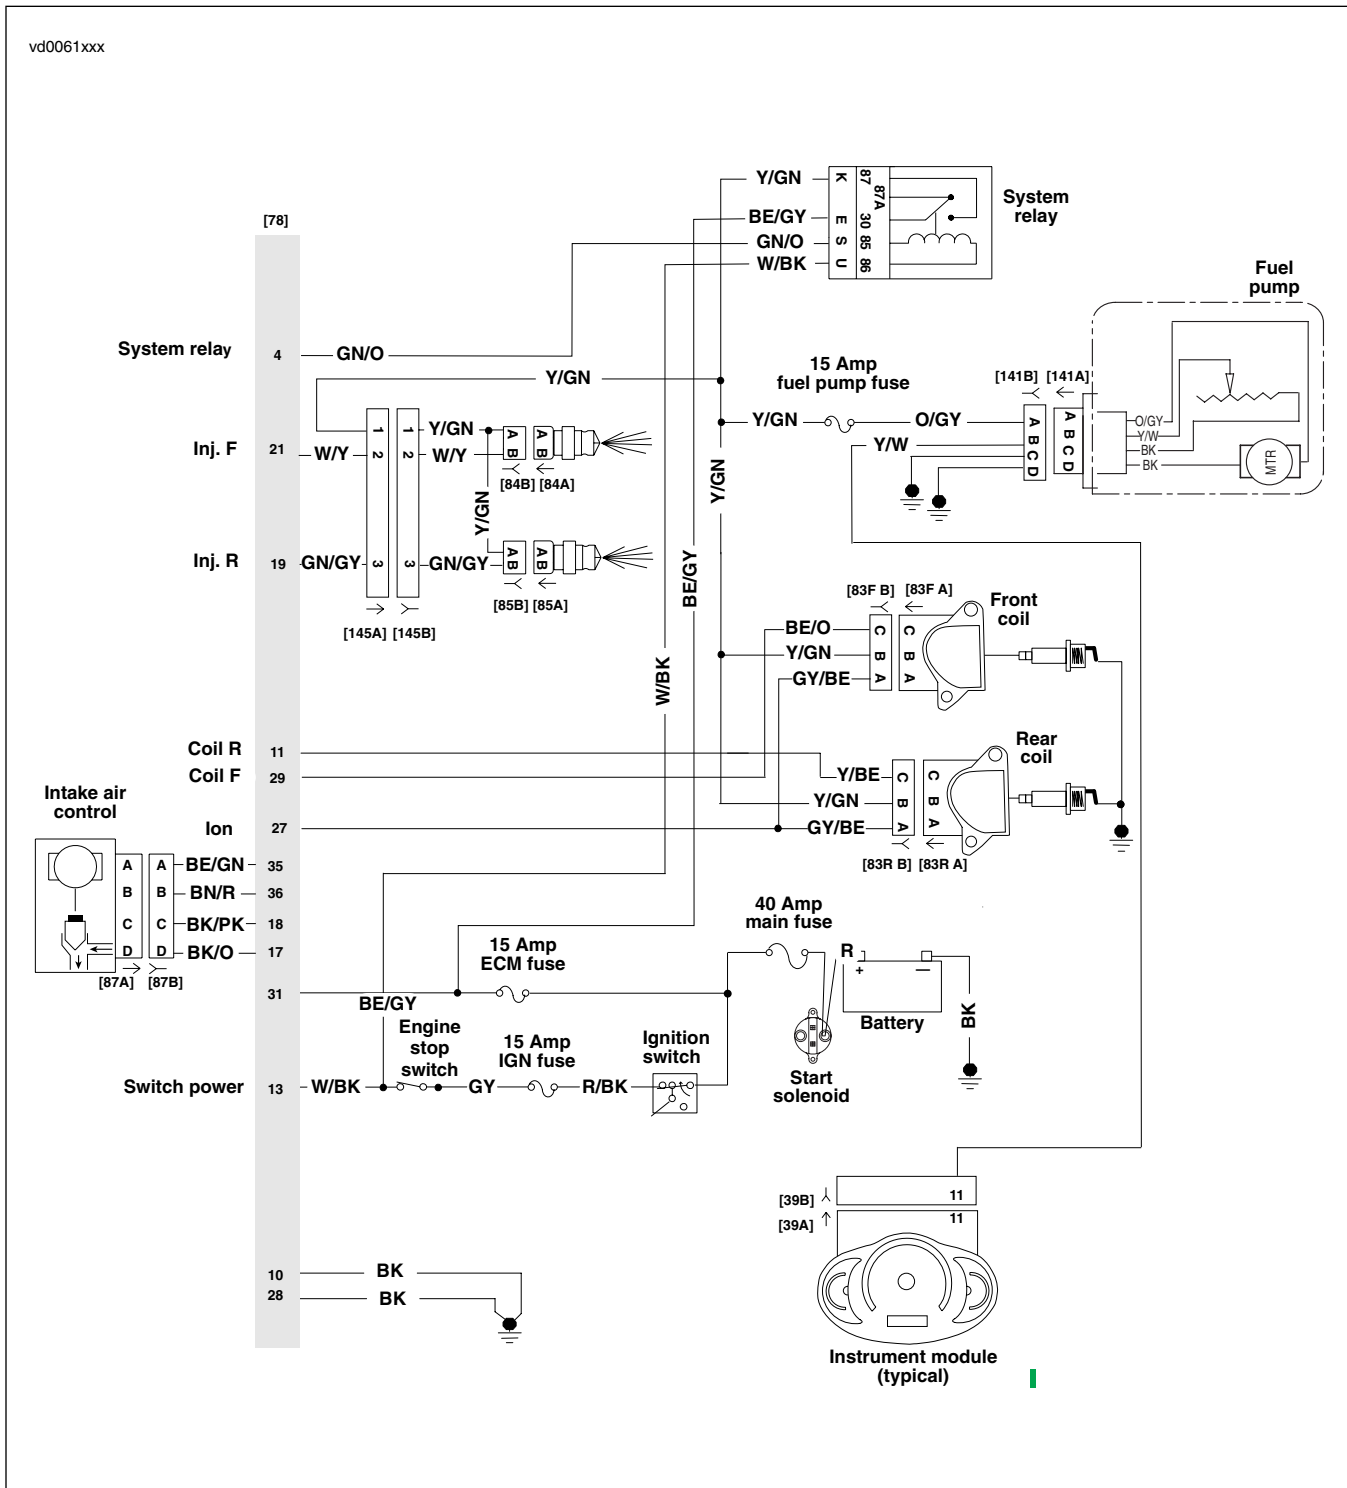 vd0061xxx
[78]
Y/GN
K
87
87A
BE/GY
E
30
GN/O
S
85
W/BK
U
86
System
relay
Fuel
pump
System relay
4
GN/O
Y/GN
15 Amp
fuel pump fuse
[141B]
[141A]
Y/GN
O/GY
Y/W
A
B
C
D
A
B
C
D
O/GY
Y/W
BK
BK
MTR
Inj. F
21
W/Y
1
2
3
1
2
3
Y/GN
W/Y
A
B
A
B
[84B]
[84A]
Y/GN
Y/GN
Inj. R
19
GN/GY
GN/GY
A
B
A
B
[85B]
[85A]
[145A]
[145B]
BE/GY
W/BK
[83F B]
[83F A]
Front
coil
BE/O
Y/GN
GY/BE
C
B
A
C
B
A
Coil R
11
Coil F
29
Ion
27
Rear
coil
Y/BE
Y/GN
GY/BE
C
B
A
C
B
A
[83R B]
[83R A]
Intake air
control
A
B
C
D
A
B
C
D
BE/GN
35
BN/R
36
BK/PK
18
BK/O
17
[87A]
[87B]
31
BE/GY
15 Amp
ECM fuse
40 Amp
main fuse
R
+
—
Battery
BK
Start
solenoid
Engine
stop
switch
15 Amp
IGN fuse
Ignition
switch
Switch power
13
W/BK
GY
R/BK
[39B]
11
[39A]
11
10
BK
28
BK
Instrument module
(typical)